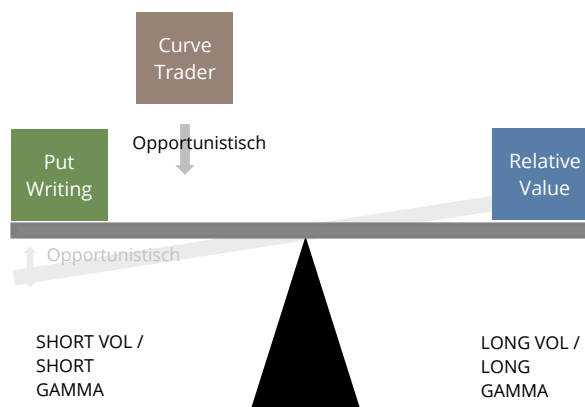 Curve
Trader
Opportunistisch
Put
Writing
Relative
Value
Opportunistisch
SHORT VOL /
SHORT
GAMMA
LONG VOL /
LONG
GAMMA